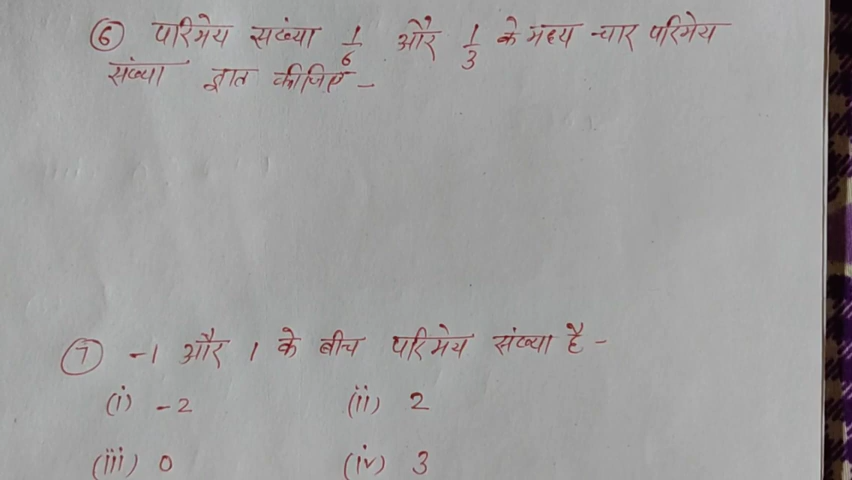 ⑥ परिमेय सख्या 1/6 और 1/3 के मध्य चार परिमेय
संख्या ज्ञात कीजिए -
⑦ -1 और 1 के बीच परिमेय संख्या है -
(i) -2 (ii) 2
(iii) 0 (iv) 3